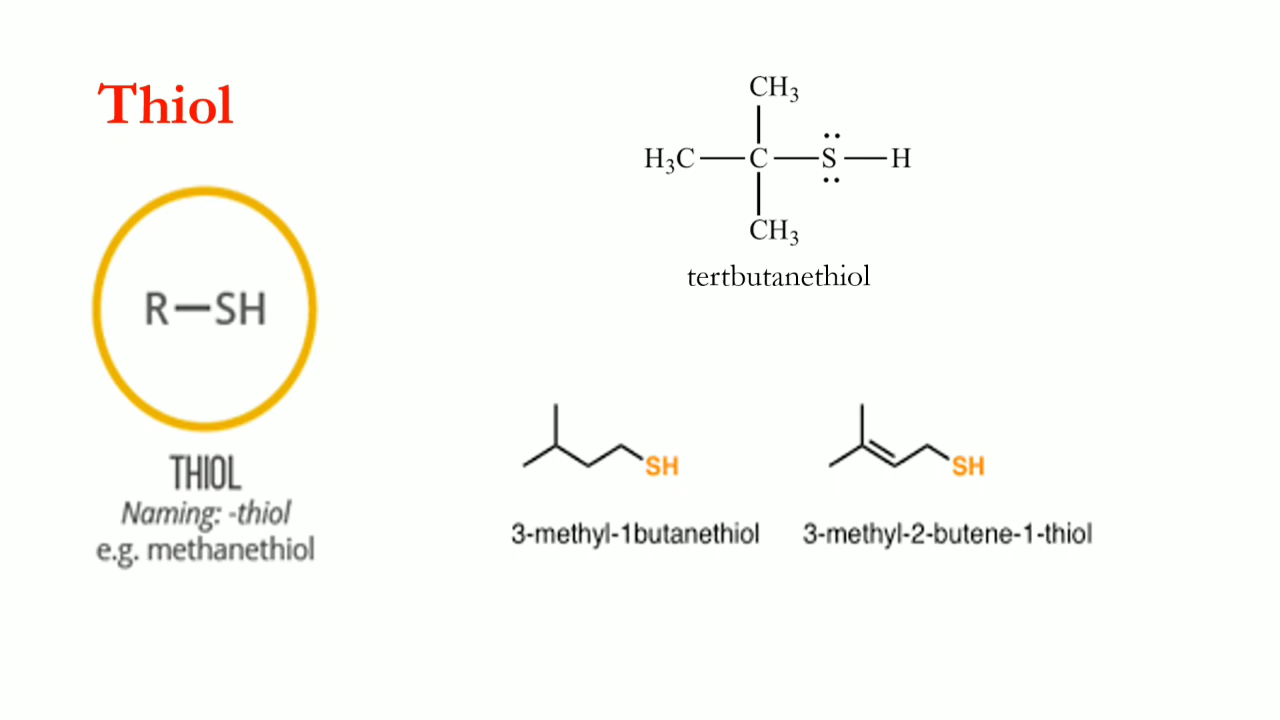 Thiol
R—SH
THIOL
Naming: -thiol
e.g. methanethiol
CH₃
H₃C—C—S—H
CH₃
tertbutanethiol
SH
3-methyl-1butanethiol
SH
3-methyl-2-butene-1-thiol